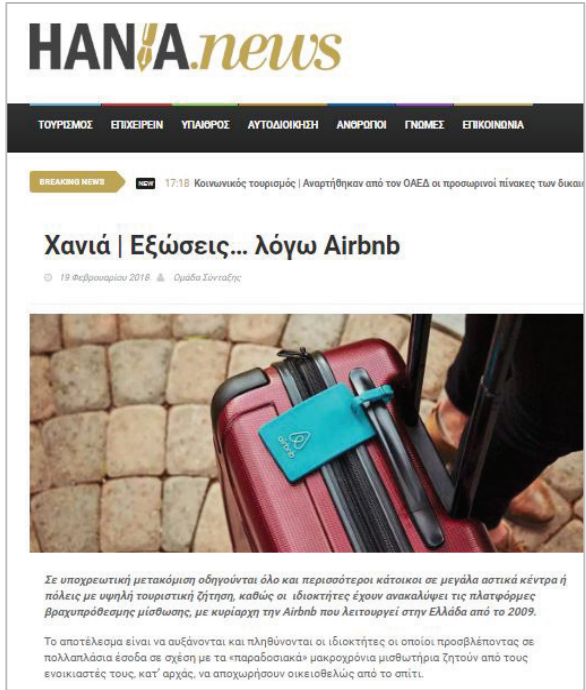 HANIA.news
ΤΟΥΡΙΣΜΟΣ ΕΠΙΧΕΙΡΕΙΝ ΥΠΑΙΘΡΟΣ ΑΥΤΟΔΙΟΙΚΗΣΗ ΑΝΘΡΩΠΟΙ ΓΝΩΜΕΣ ΕΠΙΚΟΙΝΩΝΙΑ
BREAKING NEWS NEW 17:18 Κοινωνικός τουρισμός | Αναρτήθηκαν από τον ΟΑΕΔ οι προσωρινοί πίνακες των δικαι
Χανιά | Εξώσεις… λόγω Airbnb
19 Φεβρουαρίου 2018 Ομάδα Σύνταξης
airbnb
Σε υποχρεωτική μετακόμιση οδηγούνται όλο και περισσότεροι κάτοικοι σε μεγάλα αστικά κέντρα ή
πόλεις με υψηλή τουριστική ζήτηση, καθώς οι ιδιοκτήτες έχουν ανακαλύψει τις πλατφόρμες
βραχυπρόθεσμης μίσθωσης, με κυρίαρχη την Airbnb που λειτουργεί στην Ελλάδα από το 2009.
Το αποτέλεσμα είναι να αυξάνονται και πληθύνονται οι ιδιοκτήτες οι οποίοι προσβλέποντας σε
πολλαπλάσια έσοδα σε σχέση με τα «παραδοσιακά» μακροχρόνια μισθωτήρια ζητούν από τους
ενοικιαστές τους, κατ’ αρχάς, να αποχωρήσουν οικειοθελώς από το σπίτι.